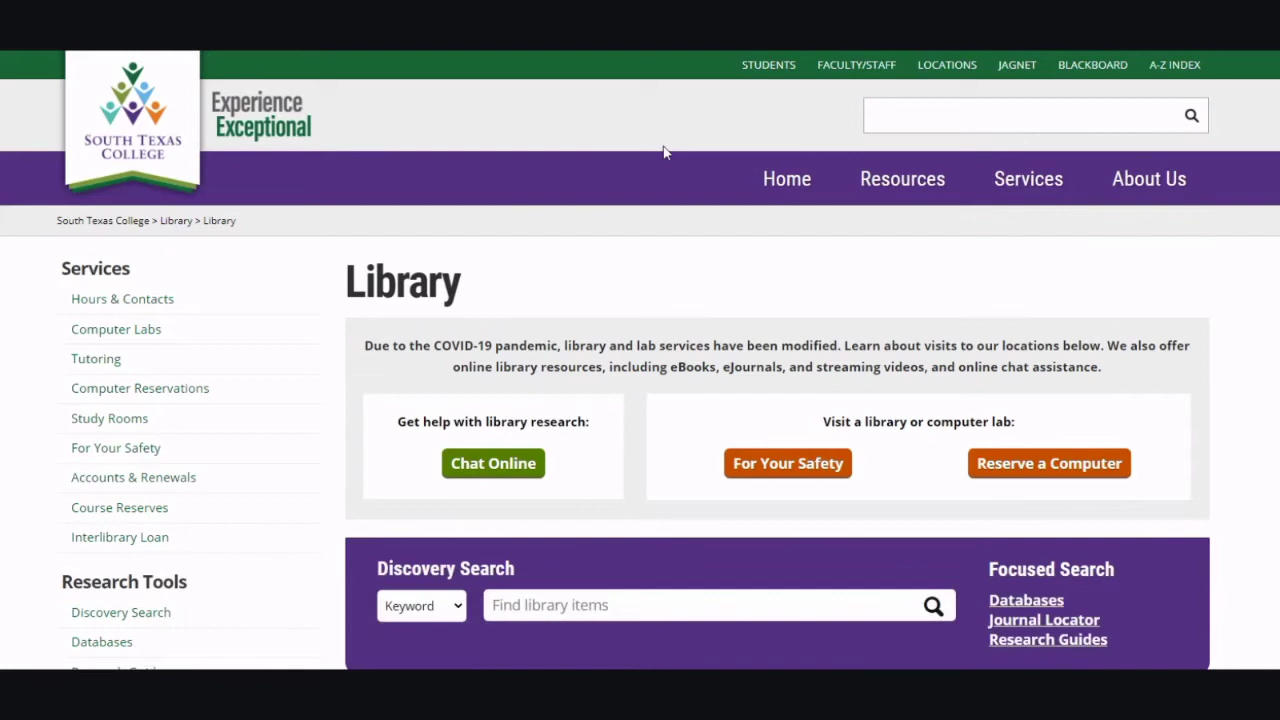 STUDENTS FACULTY/STAFF LOCATIONS JAGNET BLACKBOARD A-Z INDEX
SOUTH TEXAS
COLLEGE
Experience
Exceptional
Home Resources Services About Us
South Texas College > Library > Library
Services
Hours & Contacts
Computer Labs
Tutoring
Computer Reservations
Study Rooms
For Your Safety
Accounts & Renewals
Course Reserves
Interlibrary Loan
Research Tools
Discovery Search
Databases
Library
Due to the COVID-19 pandemic, library and lab services have been modified. Learn about visits to our locations below. We also offer
online library resources, including eBooks, eJournals, and streaming videos, and online chat assistance.
Get help with library research:
Chat Online
Visit a library or computer lab:
For Your Safety Reserve a Computer
Discovery Search
Keyword Find library items
Focused Search
Databases
Journal Locator
Research Guides